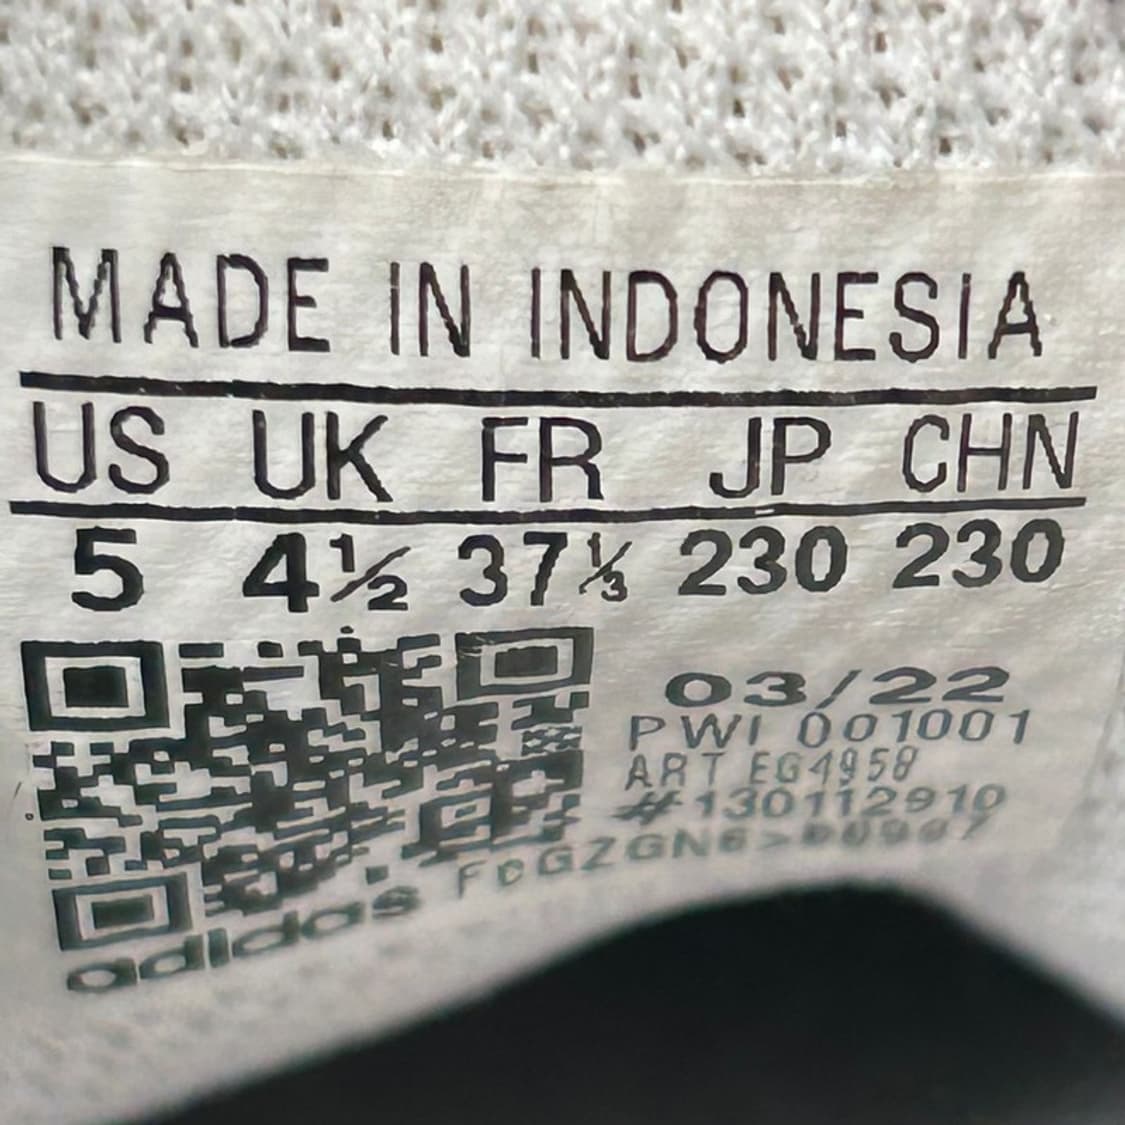 MADE IN INDONESIA
US UK FR JP CHN
5 4½ 37⅓ 230 230
03/22
PWI 001001
ART EG4958
#130112910
adidas